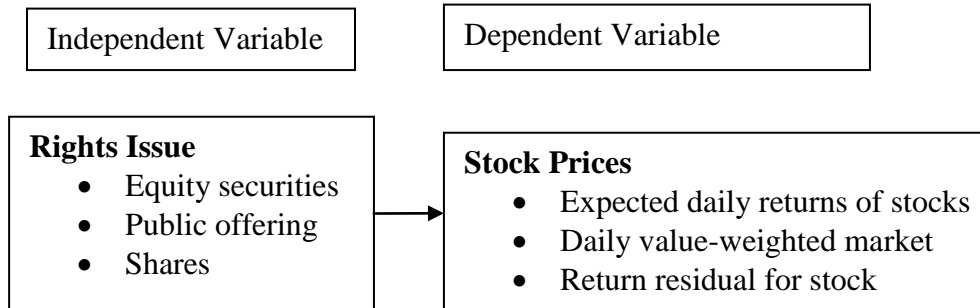 Independent Variable
Dependent Variable
Rights Issue
• Equity securities
• Public offering
• Shares
Stock Prices
• Expected daily returns of stocks
• Daily value-weighted market
• Return residual for stock